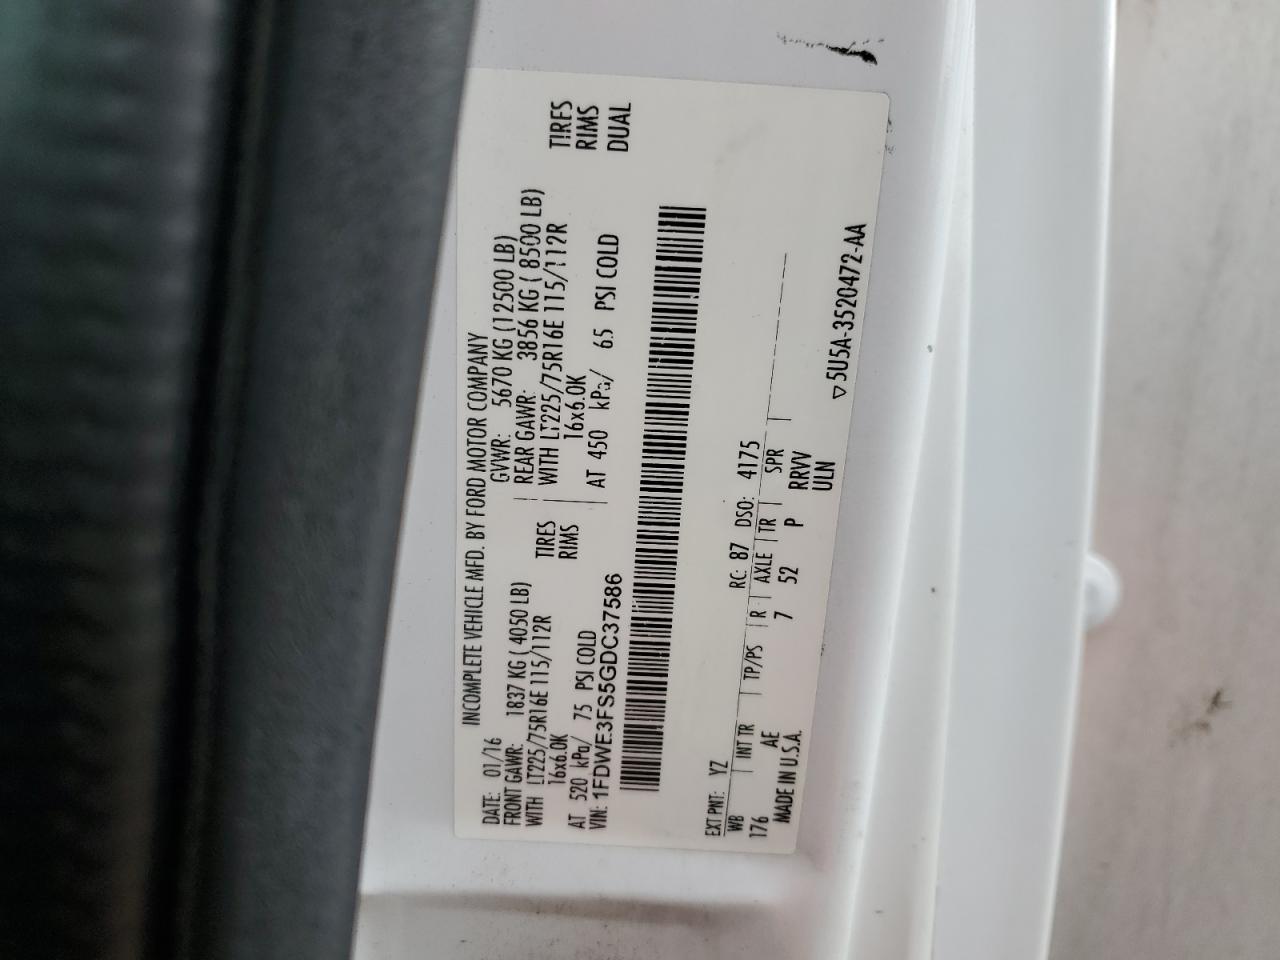 INCOMPLETE VEHICLE MFD. BY FORD MOTOR COMPANY
DATE: 01/16 GVWR: 5670 KG (12500 LB)
FRONT GAWR: 1837 KG ( 4050 LB) REAR GAWR: 3856 KG ( 8500 LB)
WITH LT225/75R16E 115/112R TIRES WITH LT225/75R16E 115/112R TIRES
16x6.0K RIMS 16x6.0K RIMS
AT 520 kPa/ 75 PSI COLD AT 450 kPa/ 65 PSI COLD DUAL
VIN: 1FDWE3FS5GDC37586
EXT PNT: YZ RC: 87 DSO: 4175
WB INT TR TP/PS R AXLE TR SPR
176 AE 7 52 P RRVV
MADE IN U.S.A. ULN
▽5U5A-3520472-AA